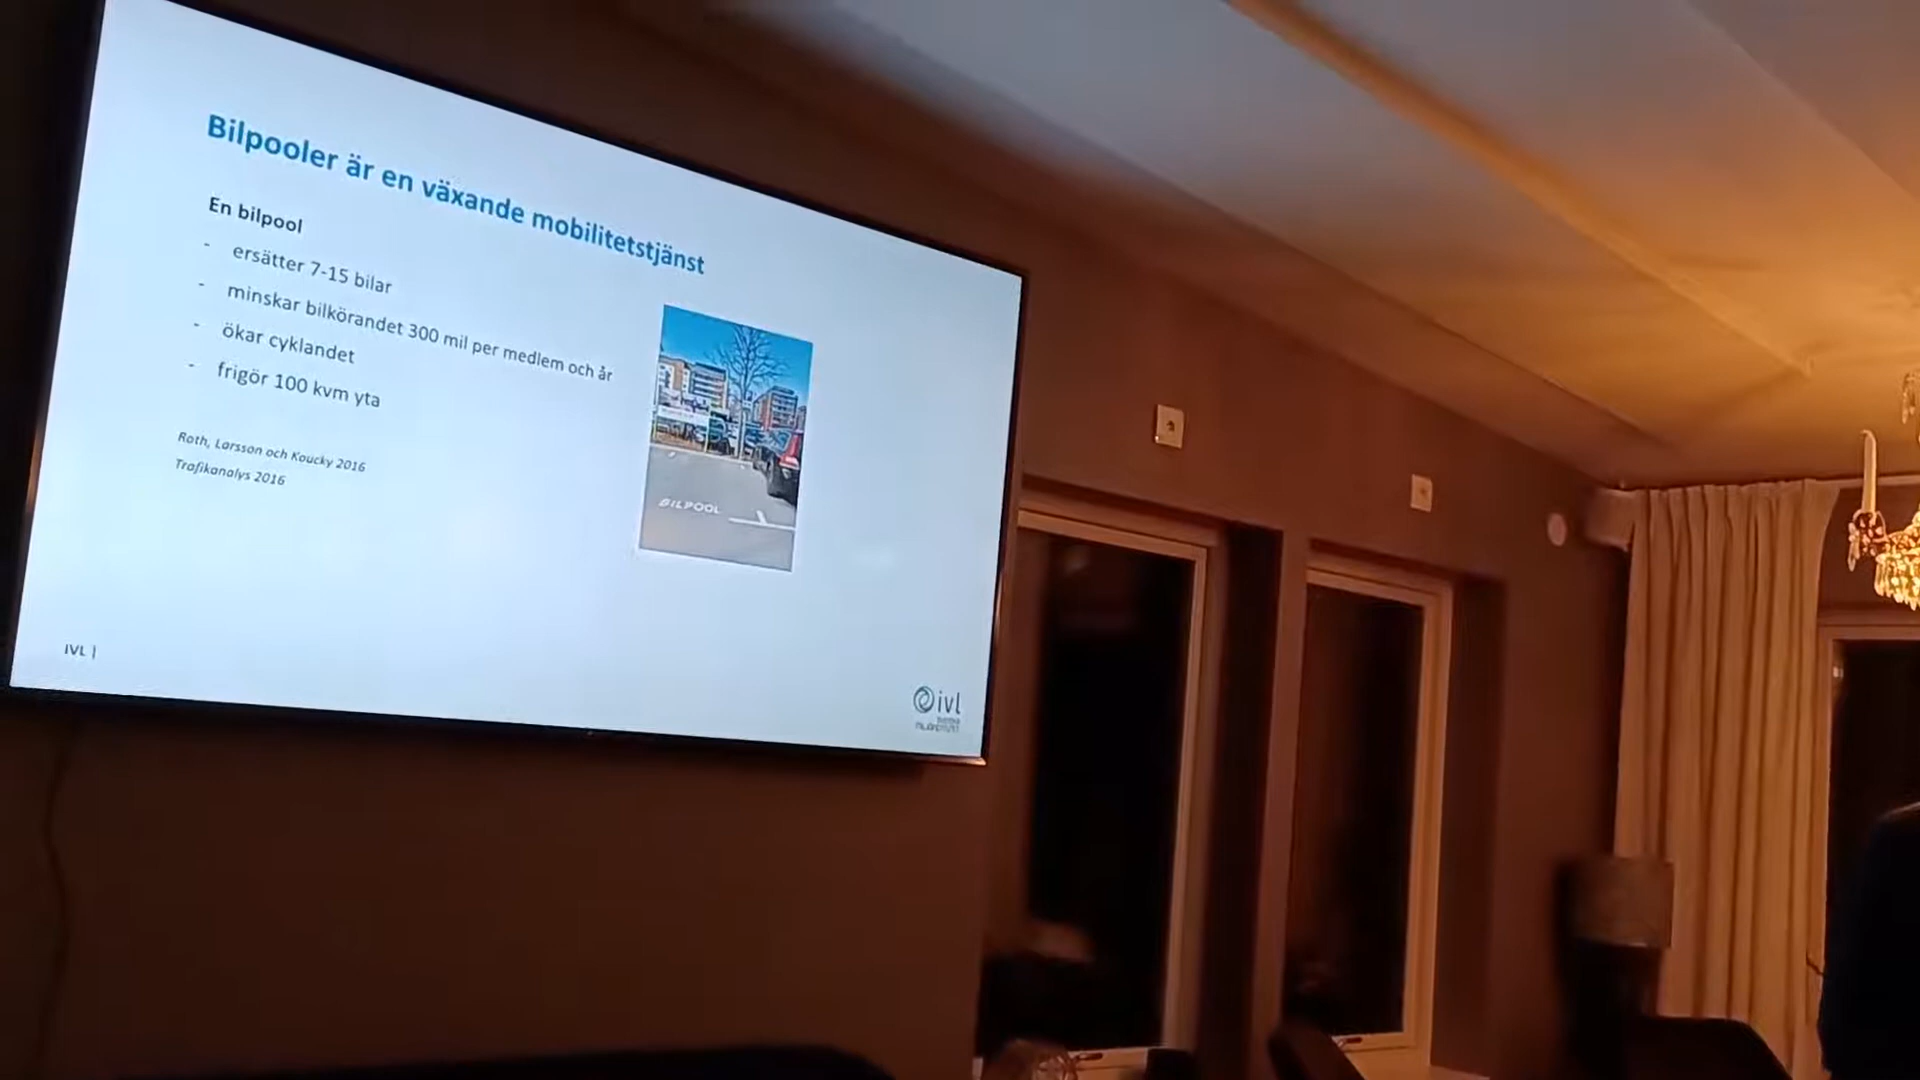 Bilpooler är en växande mobilitetstjänst
En bilpool
- ersätter 7-15 bilar
- minskar bilkörandet 300 mil per medlem och år
- ökar cyklandet
- frigör 100 kvm yta
Roth, Larsson och Koucky 2016
Trafikanalys 2016
BILPOOL
IVL |
ivl